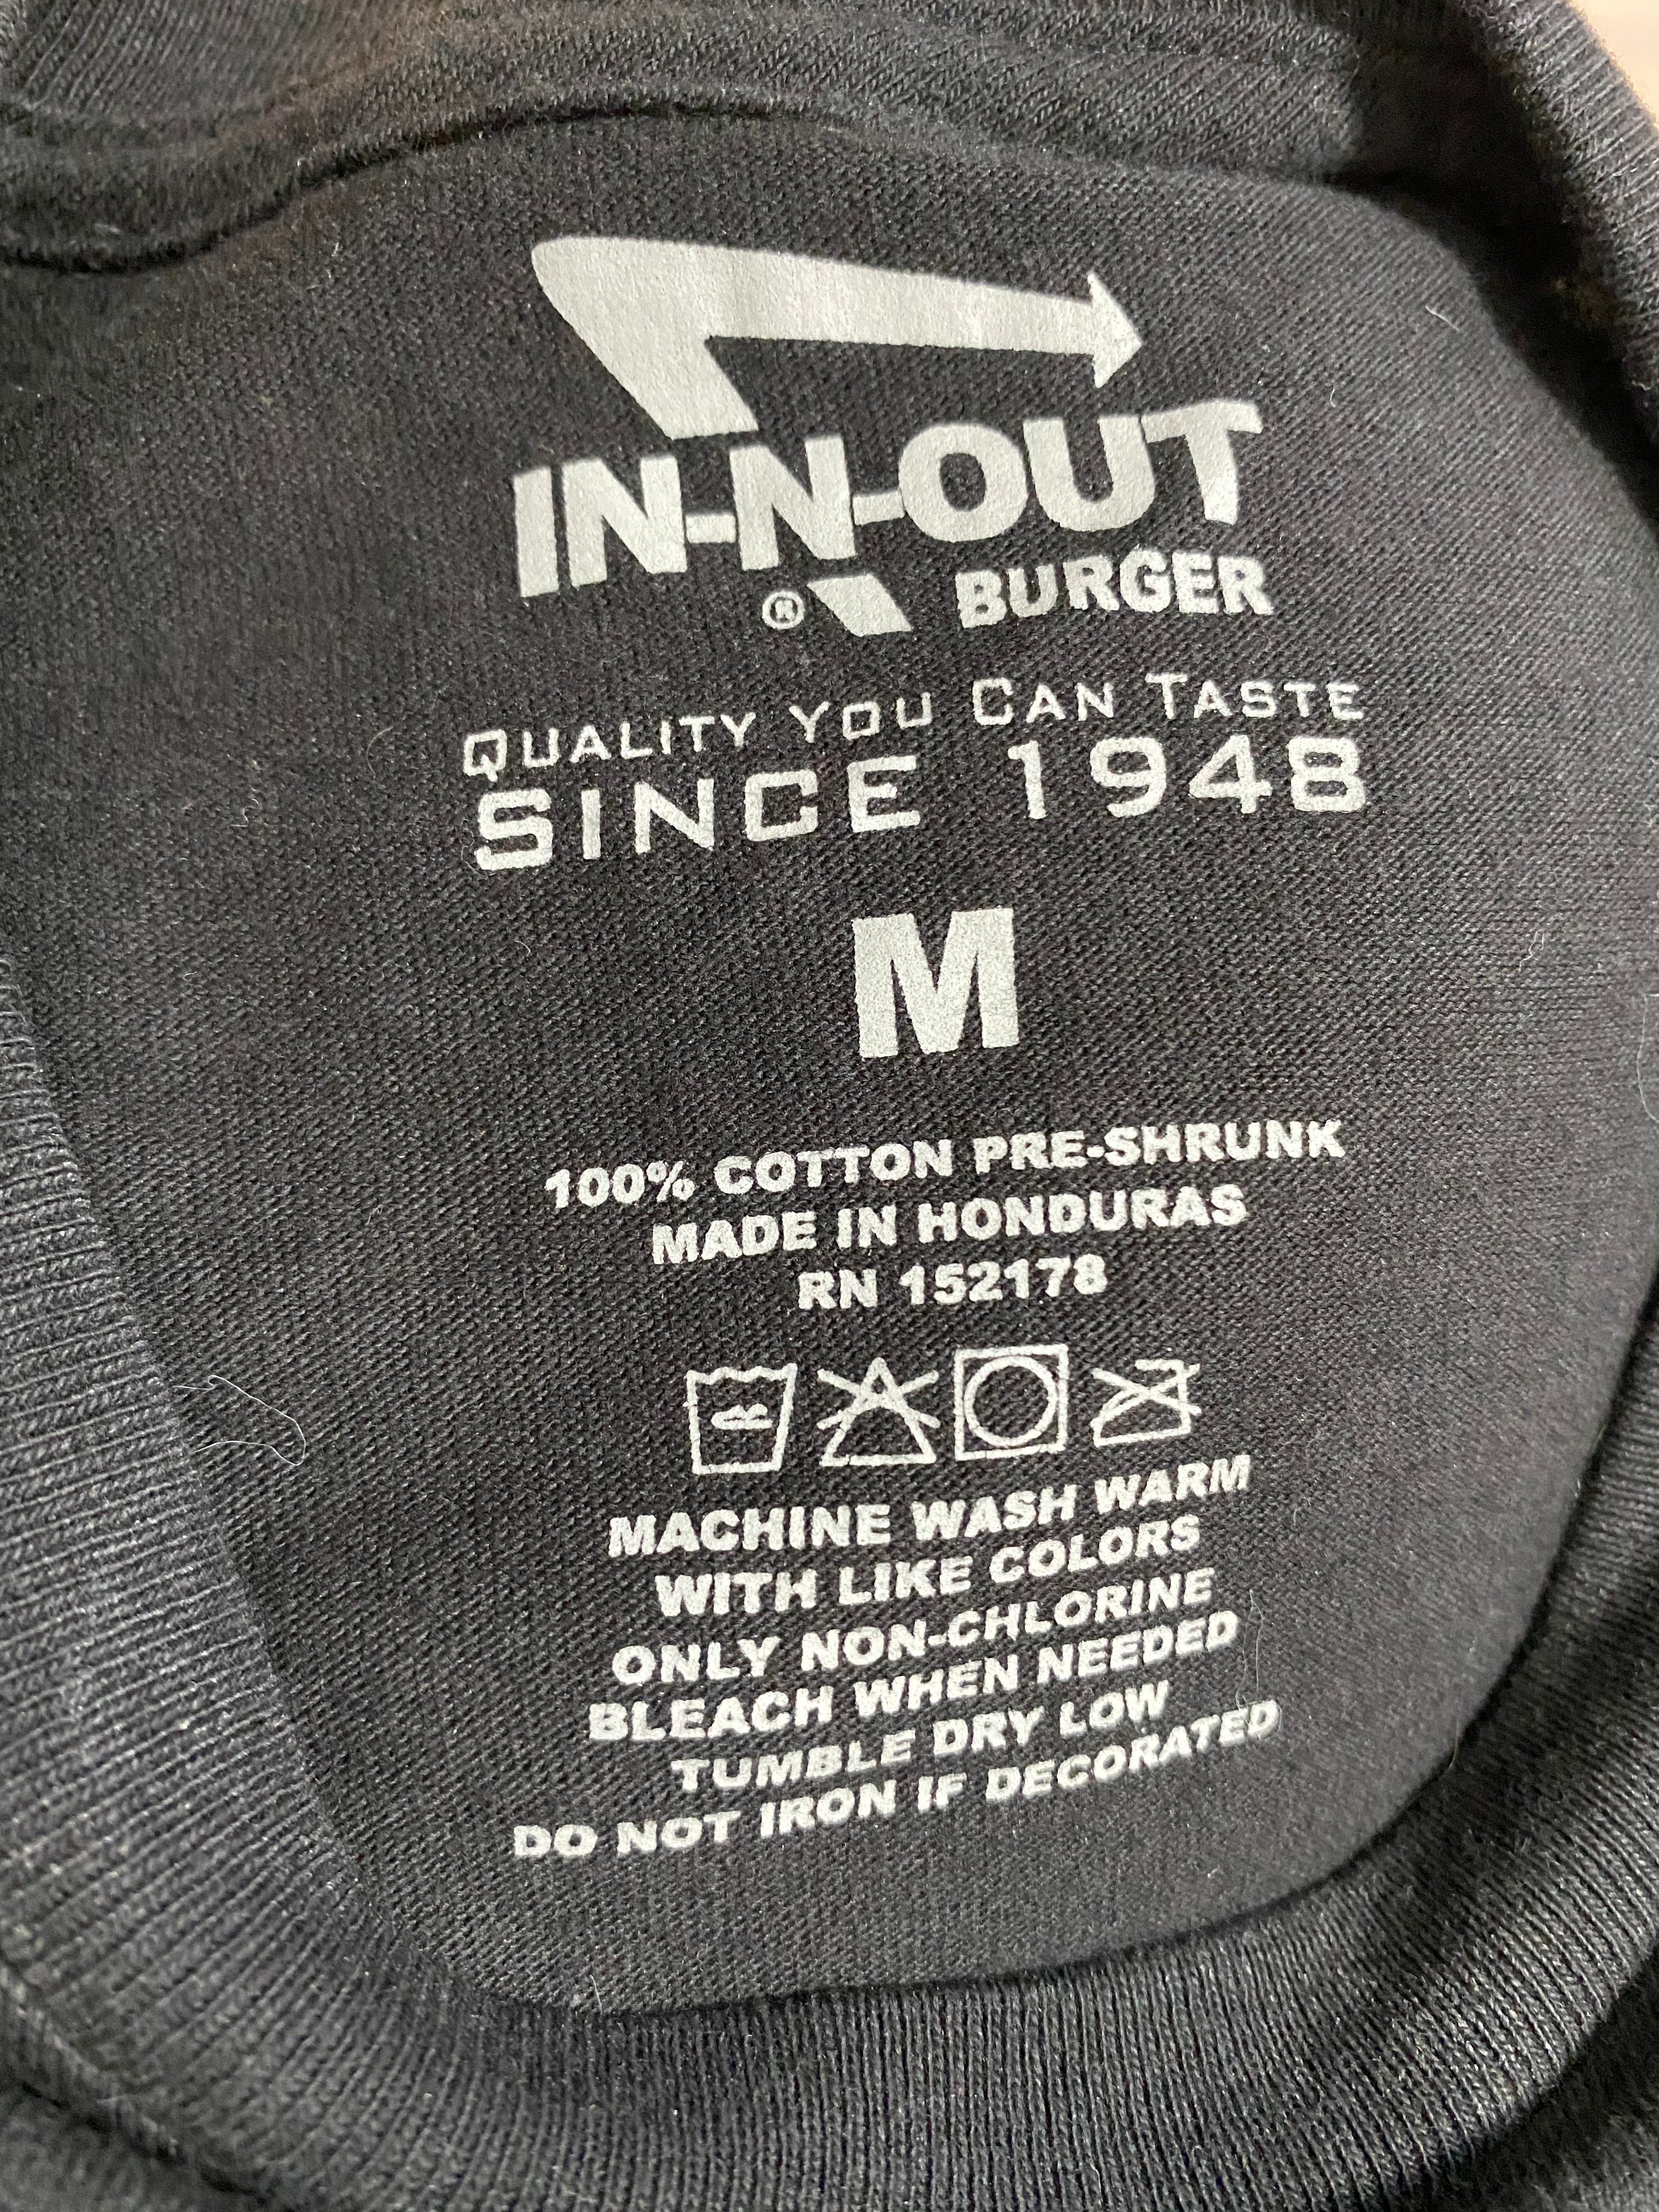 IN-N-OUT
® BURGER
QUALITY YOU CAN TASTE
SINCE 1948
M
100% COTTON PRE-SHRUNK
MADE IN HONDURAS
RN 152178
MACHINE WASH WARM
WITH LIKE COLORS
ONLY NON-CHLORINE
BLEACH WHEN NEEDED
TUMBLE DRY LOW
DO NOT IRON IF DECORATED